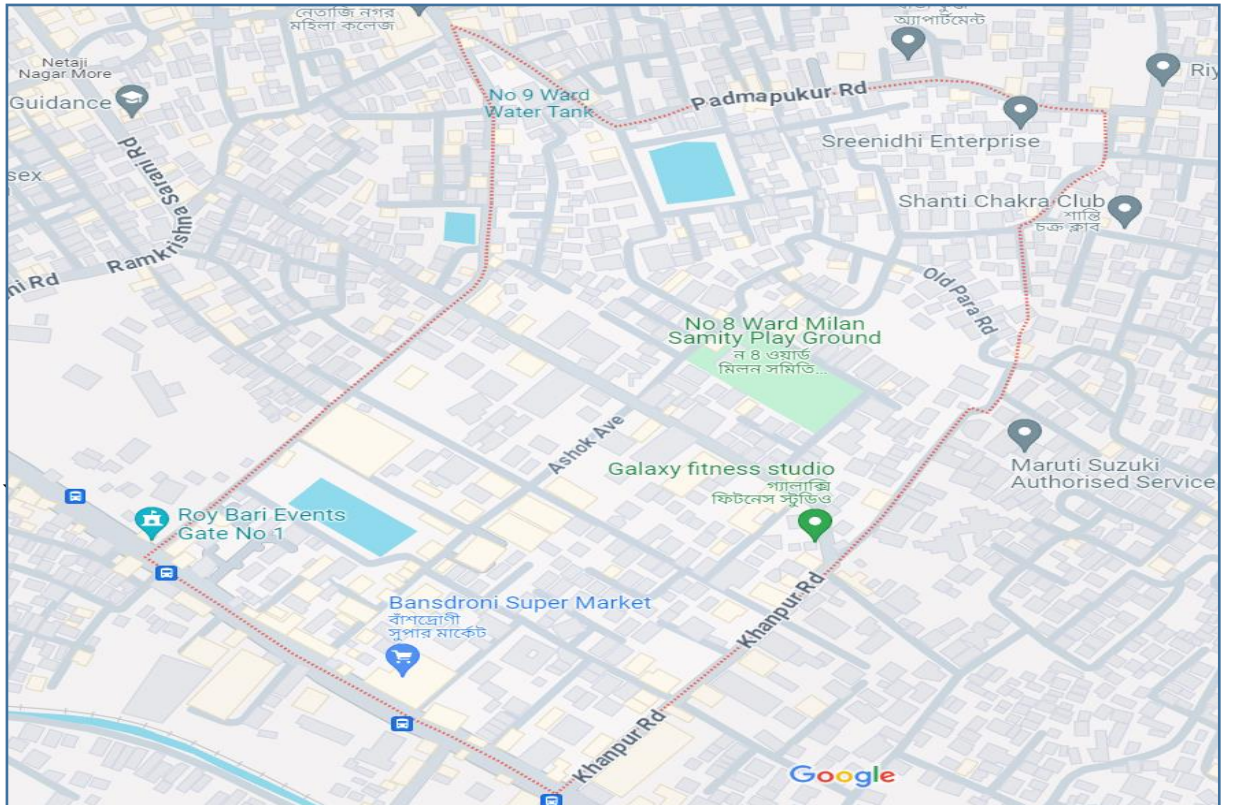 নেতাজি নগর
মহিলা কলেজ
অ্যাপার্টমেন্ট
Netaji
Nagar More
Guidance
No 9 Ward
Water Tank
Padmapukur Rd
Riy
Sreenidhi Enterprise
Ramkrishna Sarani Rd
sex
Shanti Chakra Club
শান্তি
চক্র ক্লাব
ni Rd
Old Para Rd
No 8 Ward Milan
Samity Play Ground
ন ৪ ওয়ার্ড
মিলন সমিতি...
Ashok Ave
Galaxy fitness studio
গ্যালাক্সি
ফিটনেস স্টুডিও
Maruti Suzuki
Authorised Service
Roy Bari Events
Gate No 1
Bansdroni Super Market
বাঁশদ্রোণী
সুপার মার্কেট
Khanpur Rd
Khanpur Rd
Google